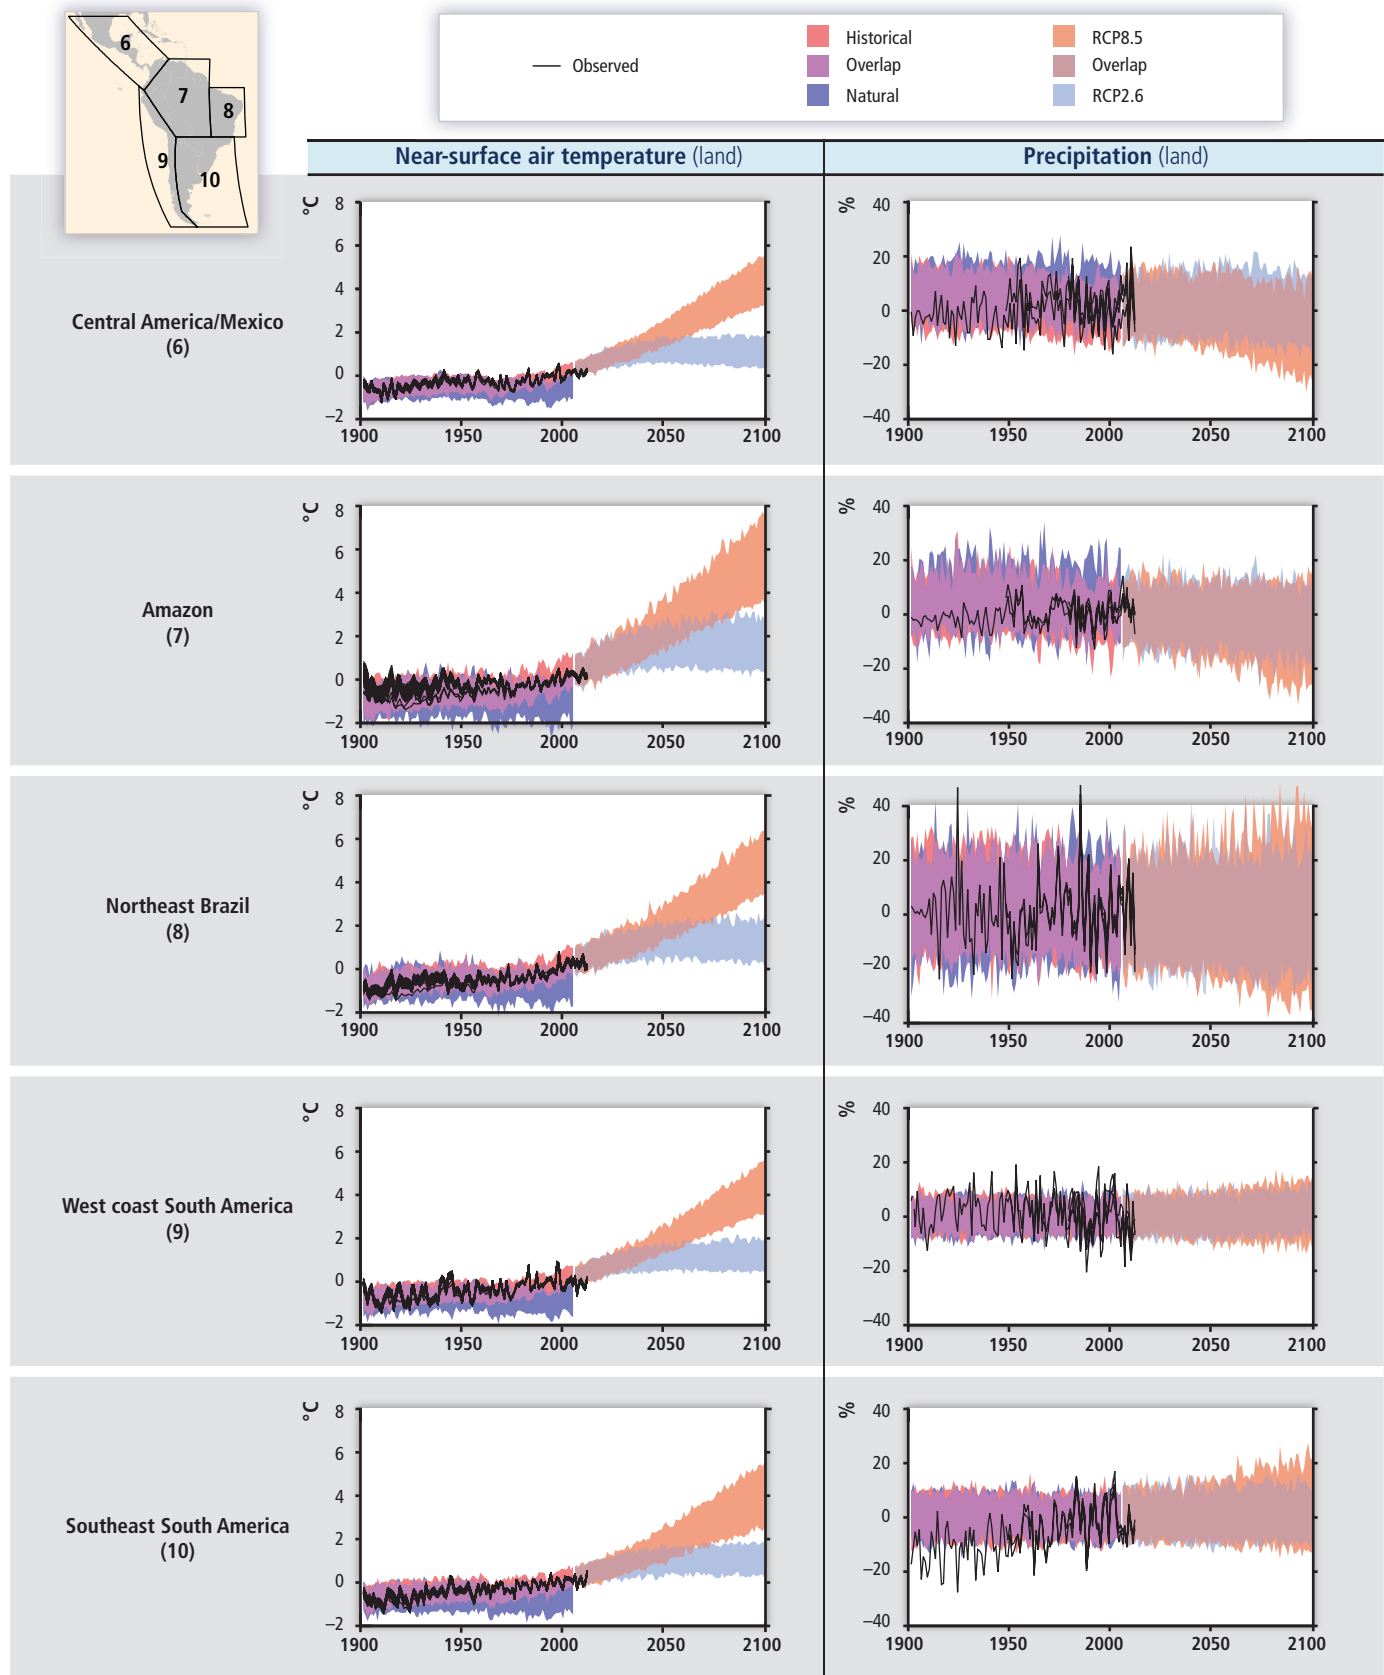 6
7
8
9
10
Observed
Historical
Overlap
Natural
RCP8.5
Overlap
RCP2.6
Near-surface air temperature (land)
Precipitation (land)
Central America/Mexico
(6)
°C
8
6
4
2
0
–2
1900 1950 2000 2050 2100
%
40
20
0
–20
–40
1900 1950 2000 2050 2100
Amazon
(7)
°C
8
6
4
2
0
–2
1900 1950 2000 2050 2100
%
40
20
0
–20
–40
1900 1950 2000 2050 2100
Northeast Brazil
(8)
°C
8
6
4
2
0
–2
1900 1950 2000 2050 2100
%
40
20
0
–20
–40
1900 1950 2000 2050 2100
West coast South America
(9)
°C
8
6
4
2
0
–2
1900 1950 2000 2050 2100
%
40
20
0
–20
–40
1900 1950 2000 2050 2100
Southeast South America
(10)
°C
8
6
4
2
0
–2
1900 1950 2000 2050 2100
%
40
20
0
–20
–40
1900 1950 2000 2050 2100